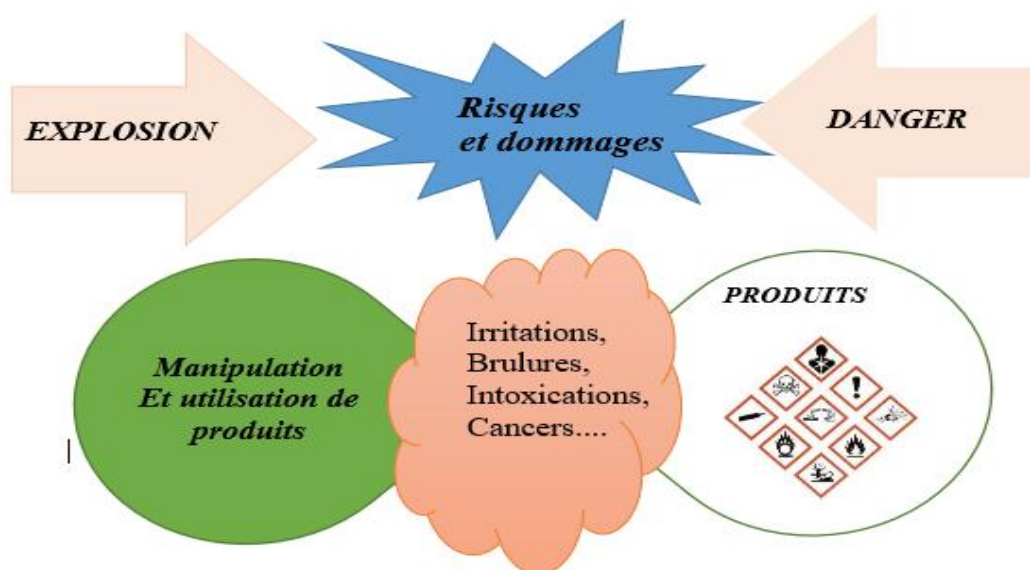 EXPLOSION
Risques
et dommages
DANGER
Manipulation
Et utilisation de
produits
Irritations,
Brulures,
Intoxications,
Cancers....
PRODUITS